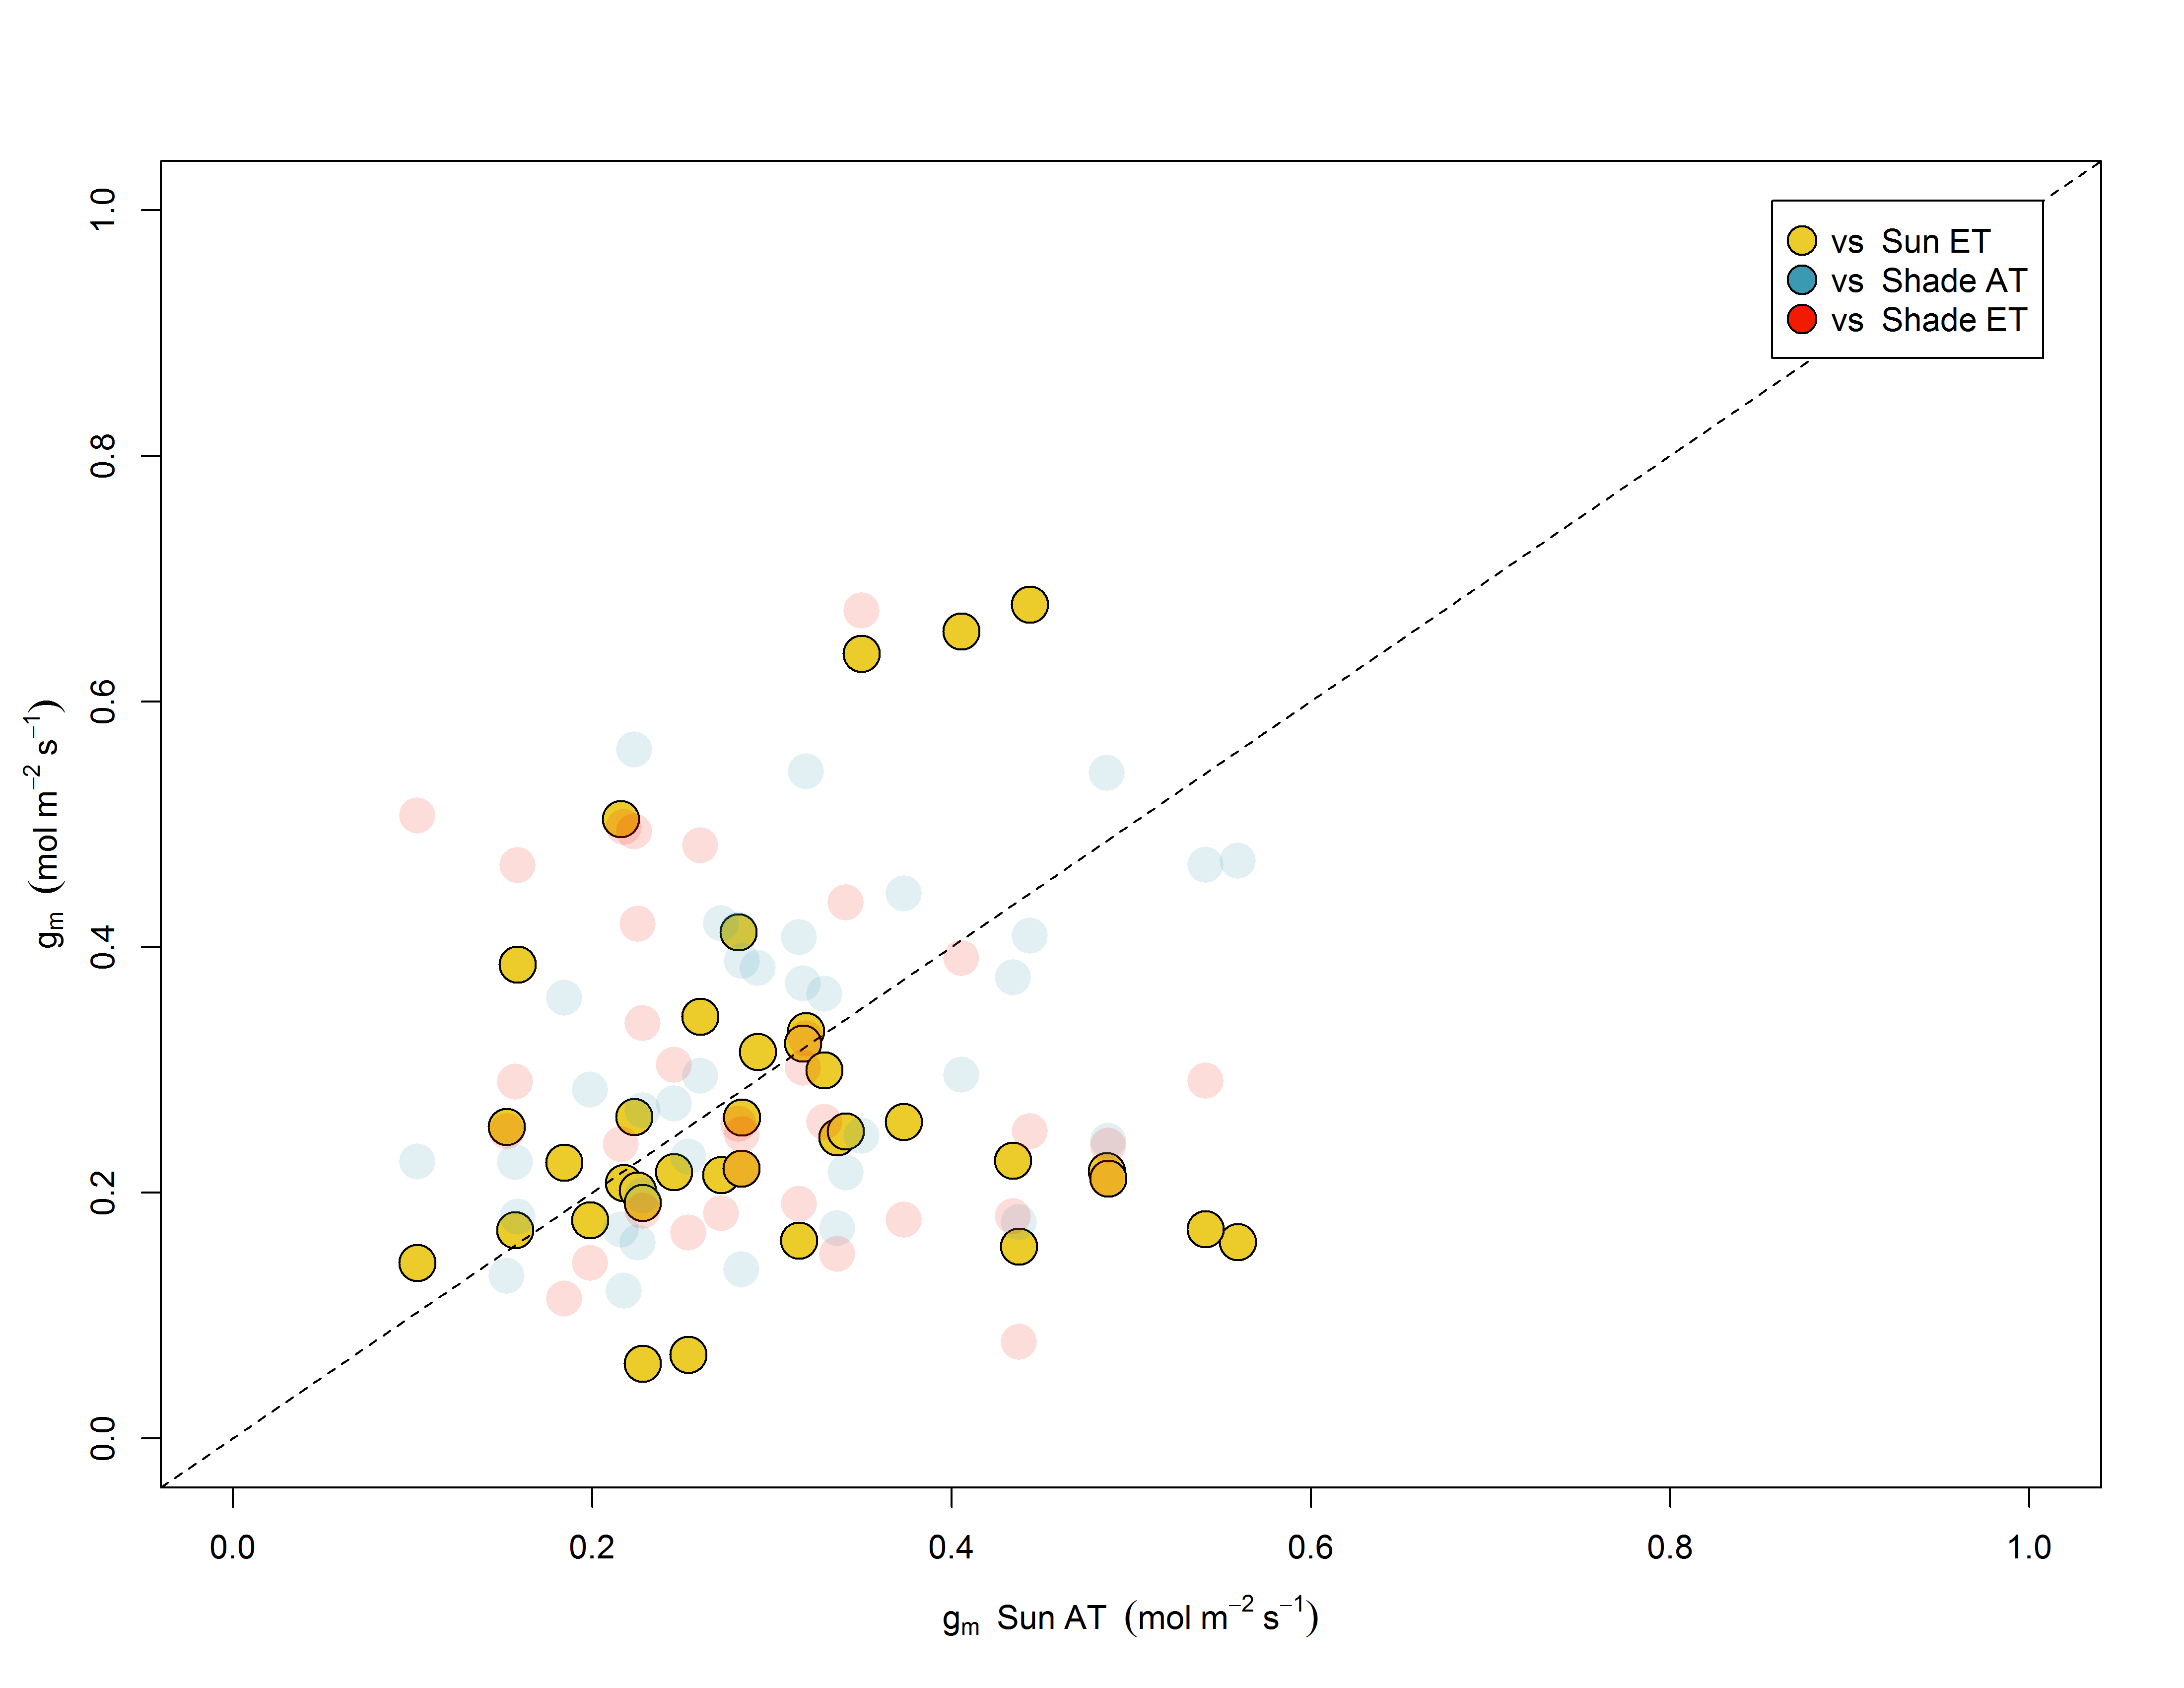 vs Sun ET
vs Shade AT
vs Shade ET
1.0
0.8
0.6
0.4
0.2
0.0
gₘ (mol m⁻² s⁻¹)
0.0 0.2 0.4 0.6 0.8 1.0
gₘ Sun AT (mol m⁻² s⁻¹)